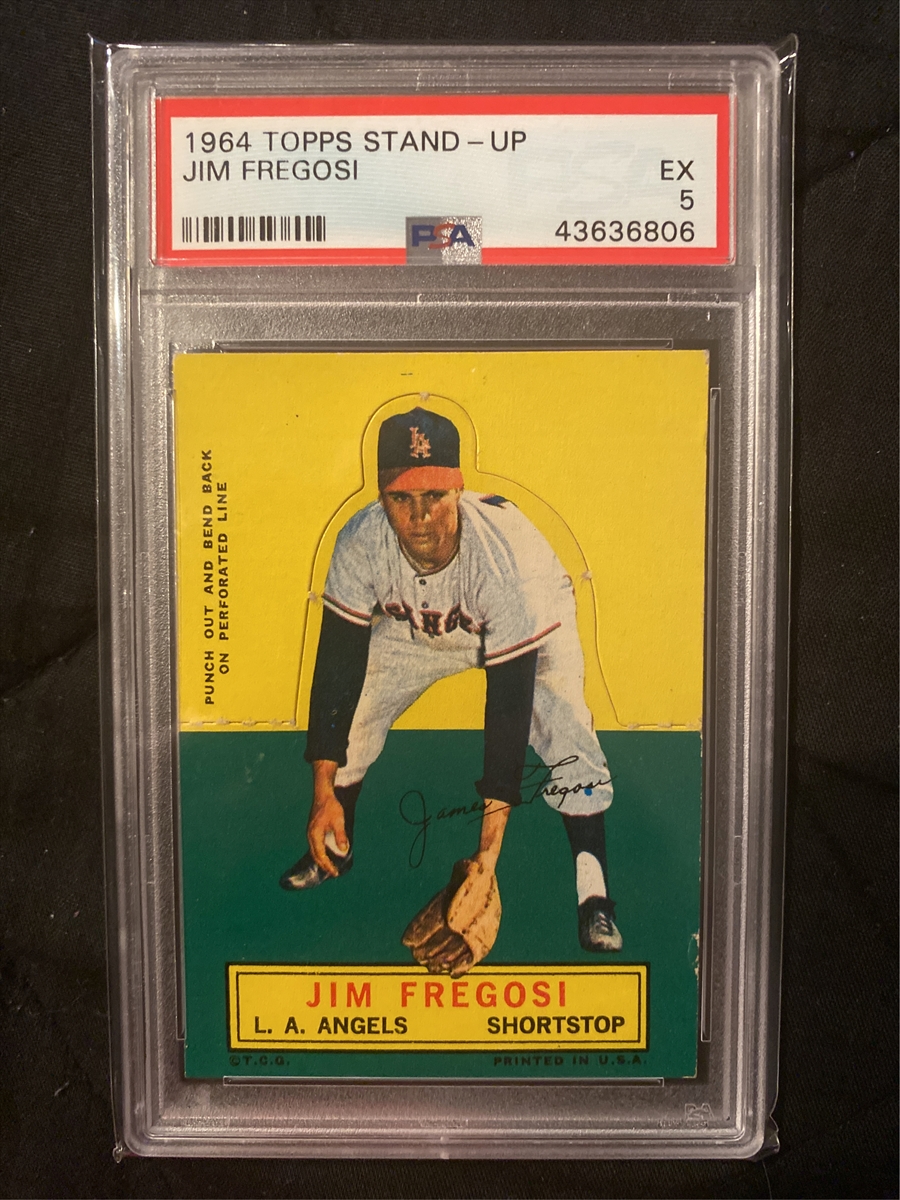 1964 TOPPS STAND-UP
JIM FREGOSI
EX
5
PSA
43636806
PUNCH OUT AND BEND BACK
ON PERFORATED LINE
LA
ANGE
James Fregosi
JIM FREGOSI
L. A. ANGELS SHORTSTOP
©T.C.G. PRINTED IN U.S.A.